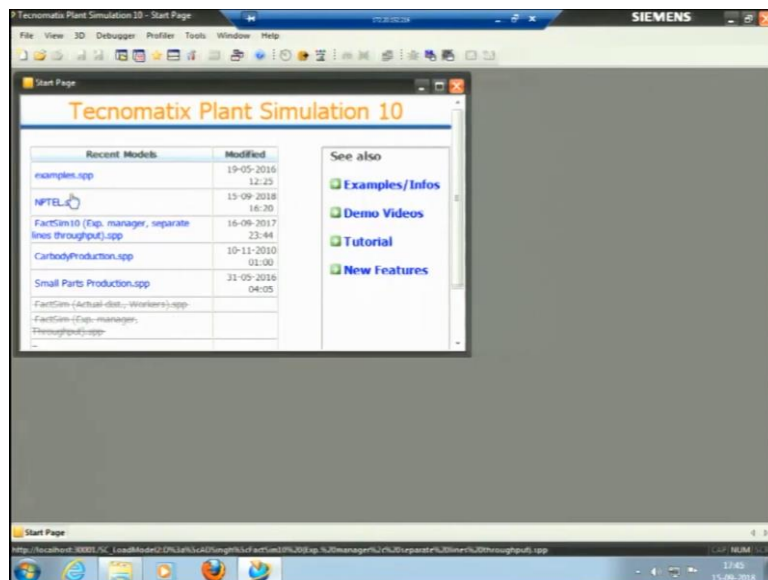 Tecnomatix Plant Simulation 10 - Start Page
SIEMENS
File View 3D Debugger Profiler Tools Window Help
Start Page
Tecnomatix Plant Simulation 10
Recent Models Modified
examples.spp 19-05-2016 12:25
15-09-2018 16:20
FactSim10 (Exp. manager, separate lines throughput).spp 16-09-2017 23:44
CarbodyProduction.spp 10-11-2010 01:00
Small Parts Production.spp 31-05-2016 04:05
FactSim (Actual dist., Workers).spp
FactSim (Exp. manager, Throughput).spp
See also
Examples/Infos
Demo Videos
Tutorial
New Features
Start Page
CAP NUM
17:45
15-09-2018